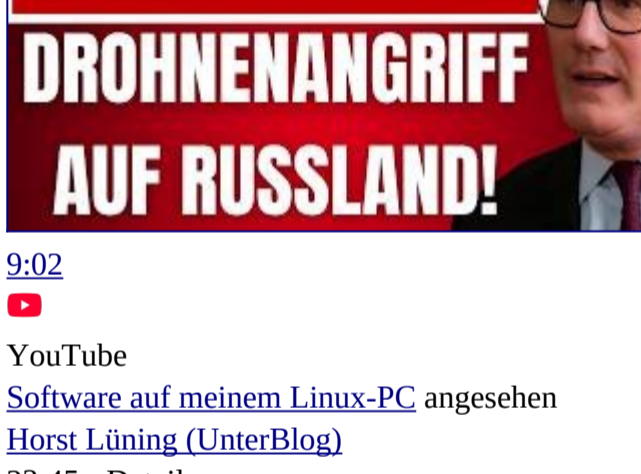 DROHNENANGRIFF
AUF RUSSLAND!
9:02
YouTube
Software auf meinem Linux-PC angesehen
Horst Lüning (UnterBlog)